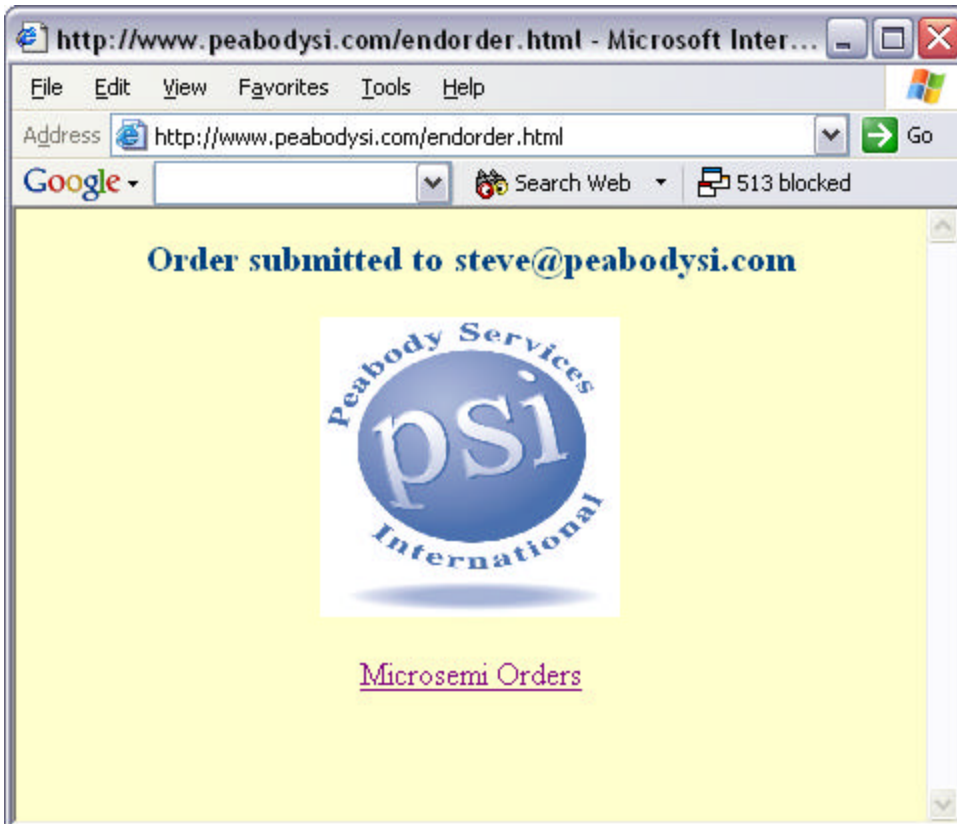 http://www.peabodysi.com/endorder.html - Microsoft Inter...
File Edit View Favorites Tools Help
Address http://www.peabodysi.com/endorder.html Go
Google Search Web 513 blocked
Order submitted to steve@peabodysi.com
Peabody Services
psi
International
Microsemi Orders